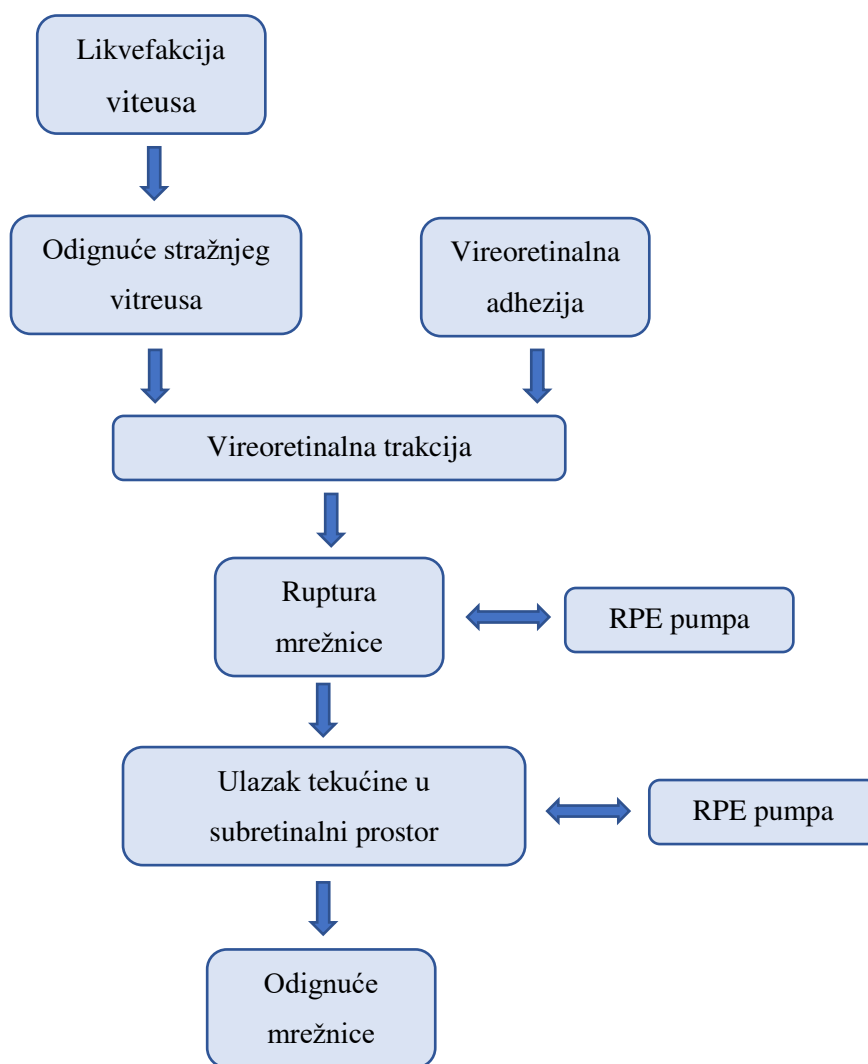 Likvefakcija
viteusa
Odignuće stražnjeg
vitreusa
Vireoretinalna
adhezija
Vireoretinalna trakcija
Ruptura
mrežnice
RPE pumpa
Ulazak tekućine u
subretinalni prostor
RPE pumpa
Odignuće
mrežnice